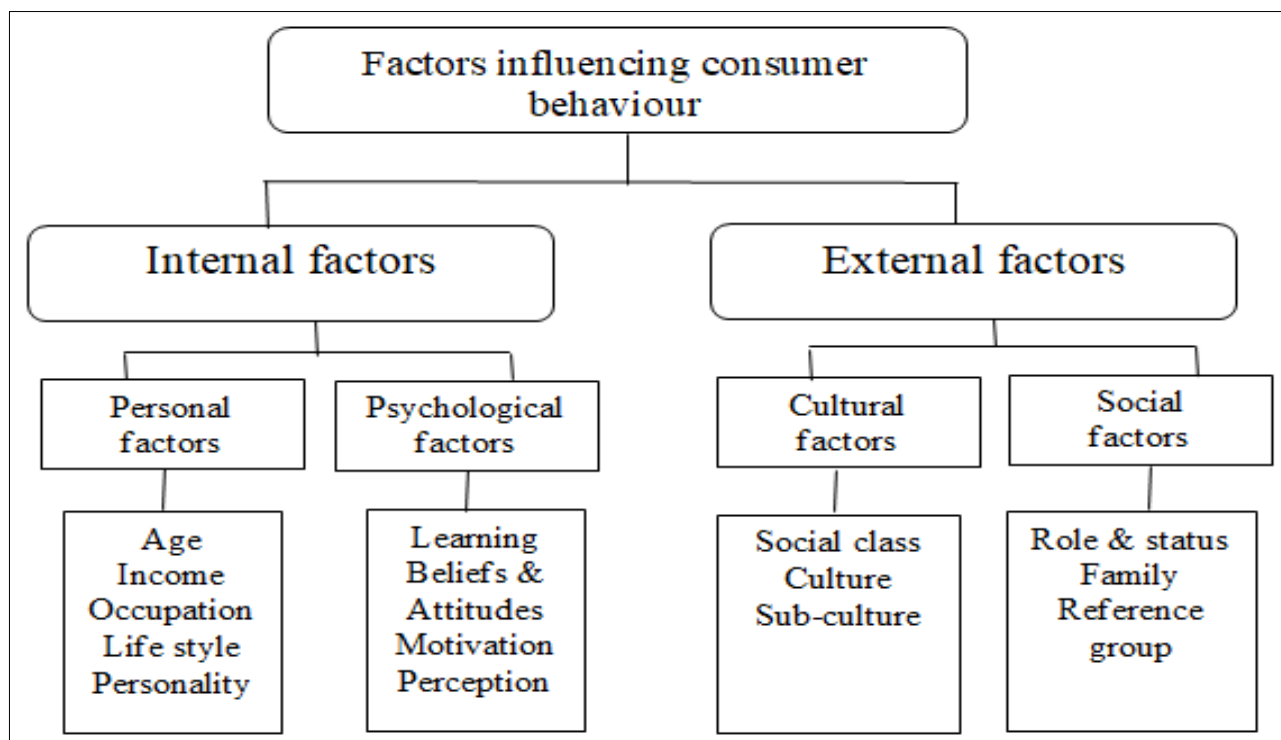 Factors influencing consumer
behaviour
Internal factors
External factors
Personal
factors
Psychological
factors
Cultural
factors
Social
factors
Age
Income
Occupation
Life style
Personality
Learning
Beliefs &
Attitudes
Motivation
Perception
Social class
Culture
Sub-culture
Role & status
Family
Reference
group